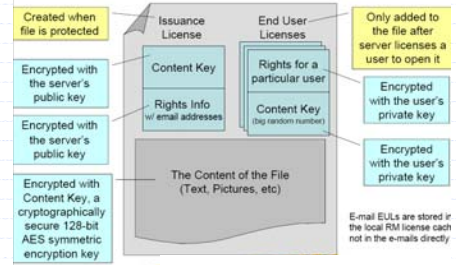 Created when
file is protected
Issuance
License
End User
Licenses
Only added to
the file after
server licenses a
user to open it
Encrypted with
the server's
public key
Content Key
Rights for a
particular user
Encrypted
with the user's
private key
Encrypted with
the server's
public key
Rights Info
w/ email addresses
Content Key
(big random number)
Encrypted
with the user's
private key
Encrypted with
Content Key, a
cryptographically
secure 128-bit
AES symmetric
encryption key
The Content of the File
(Text, Pictures, etc)
E-mail EULs are stored in
the local RM license cach
not in the e-mails directly